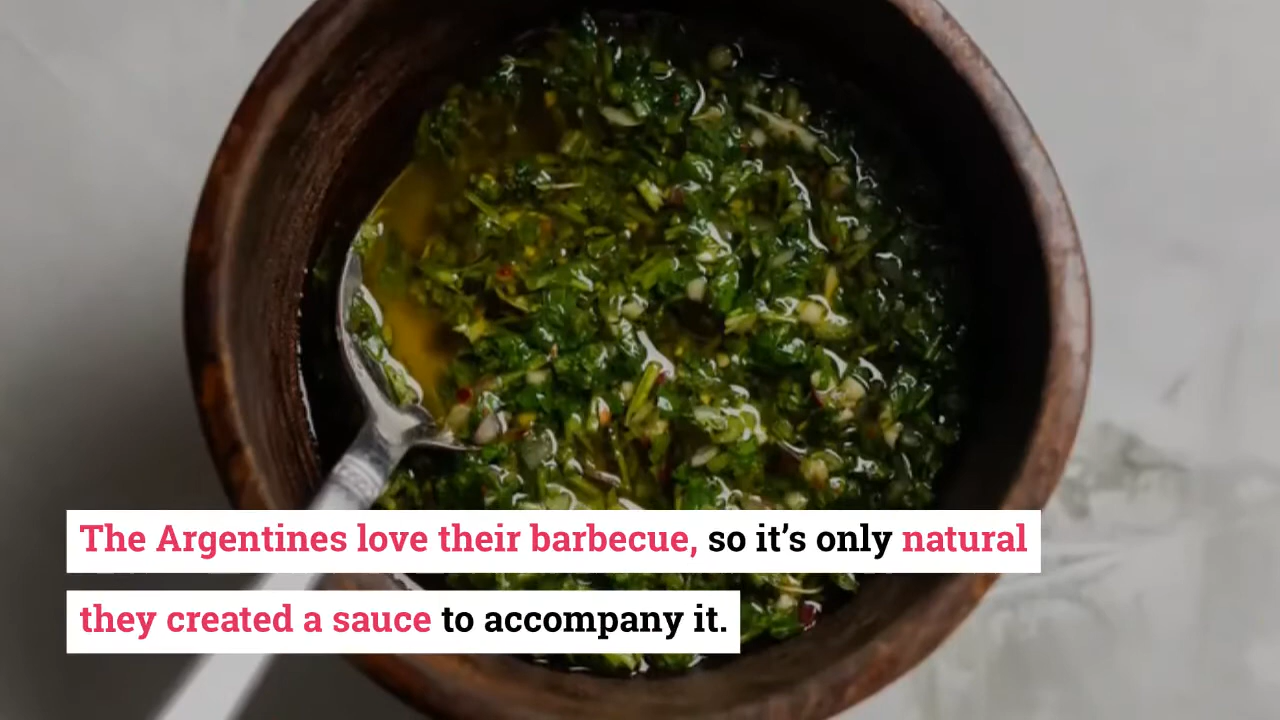 The Argentines love their barbecue, so it’s only natural
they created a sauce to accompany it.